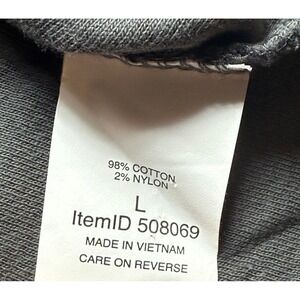 98% COTTON
2% NYLON
L
ItemID 508069
MADE IN VIETNAM
CARE ON REVERSE